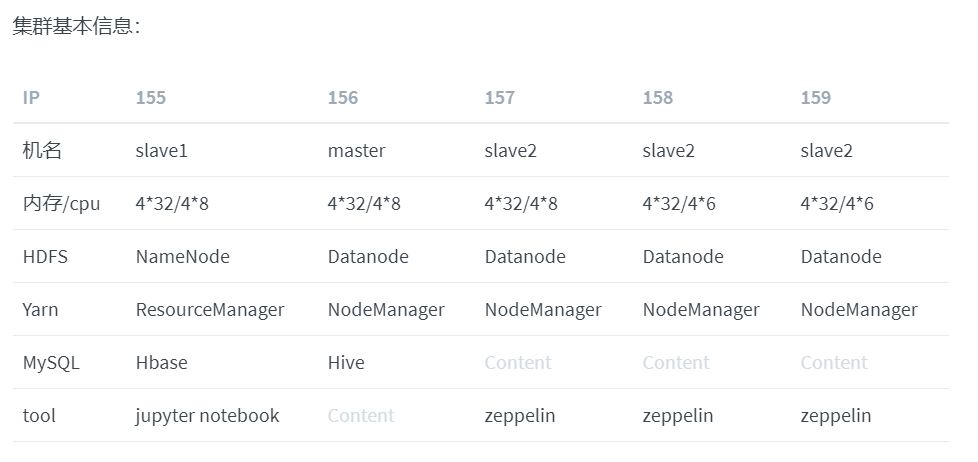 集群基本信息：
IP 155 156 157 158 159
机名 slave1 master slave2 slave2 slave2
内存/cpu 4*32/4*8 4*32/4*8 4*32/4*8 4*32/4*6 4*32/4*6
HDFS NameNode Datanode Datanode Datanode Datanode
Yarn ResourceManager NodeManager NodeManager NodeManager NodeManager
MySQL Hbase Hive Content Content Content
tool jupyter notebook Content zeppelin zeppelin zeppelin